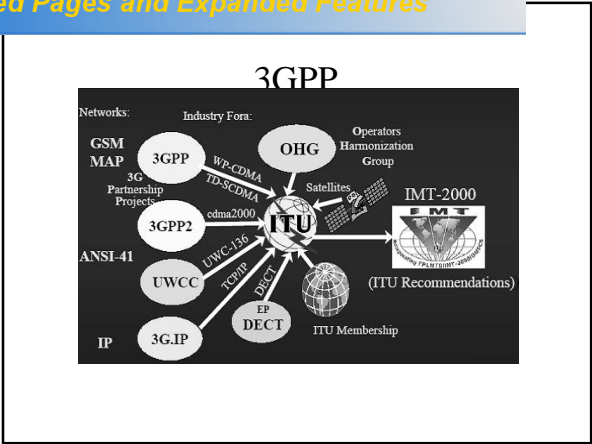 ed Pages and Expanded Features
3GPP
Networks:
Industry Fora:
GSM
MAP
3GPP
WP-CDMA
TD-SCDMA
OHG
Operators
Harmonization
Group
3G
Partnership
Projects
Satellites
IMT-2000
3GPP2
cdma2000
ITU
IMT
ANSI-41
UWC-136
UWCC
TCP/IP
DECT
(ITU Recommendations)
EP
DECT
ITU Membership
IP
3G.IP